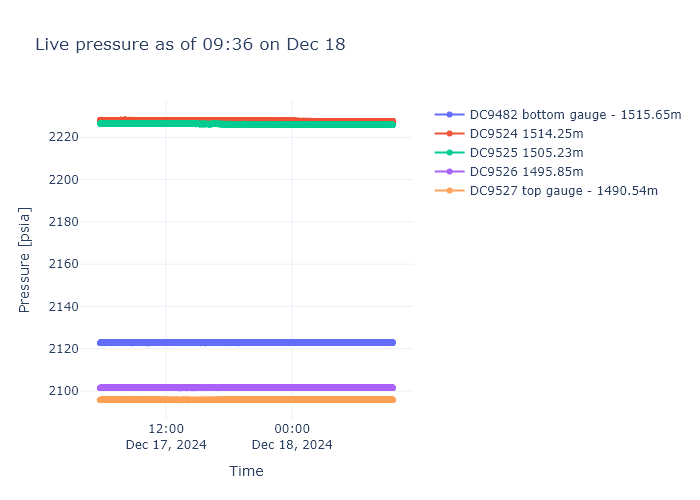 Live pressure as of 09:36 on Dec 18
DC9482 bottom gauge - 1515.65m
DC9524 1514.25m
DC9525 1505.23m
DC9526 1495.85m
DC9527 top gauge - 1490.54m
Pressure [psia]
2220
2200
2180
2160
2140
2120
2100
12:00
Dec 17, 2024
00:00
Dec 18, 2024
Time